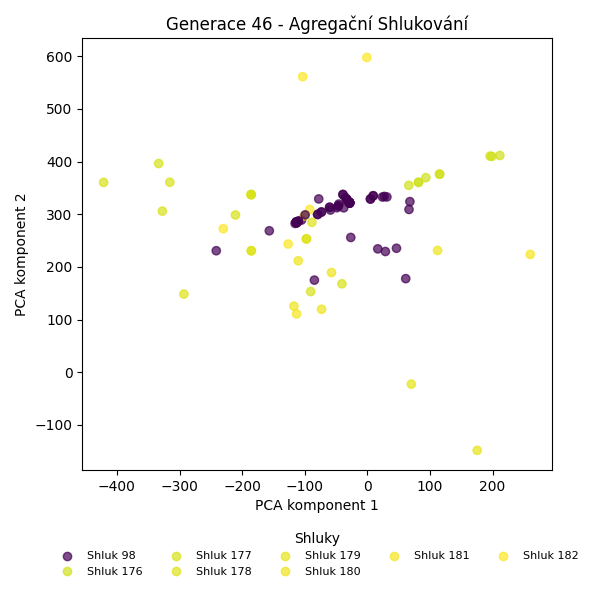 Generace 46 - Agregační Shlukování
600
500
400
300
200
100
0
−100
PCA komponent 2
−400 −300 −200 −100 0 100 200
PCA komponent 1
Shluky
Shluk 98 Shluk 177 Shluk 179 Shluk 181 Shluk 182
Shluk 176 Shluk 178 Shluk 180